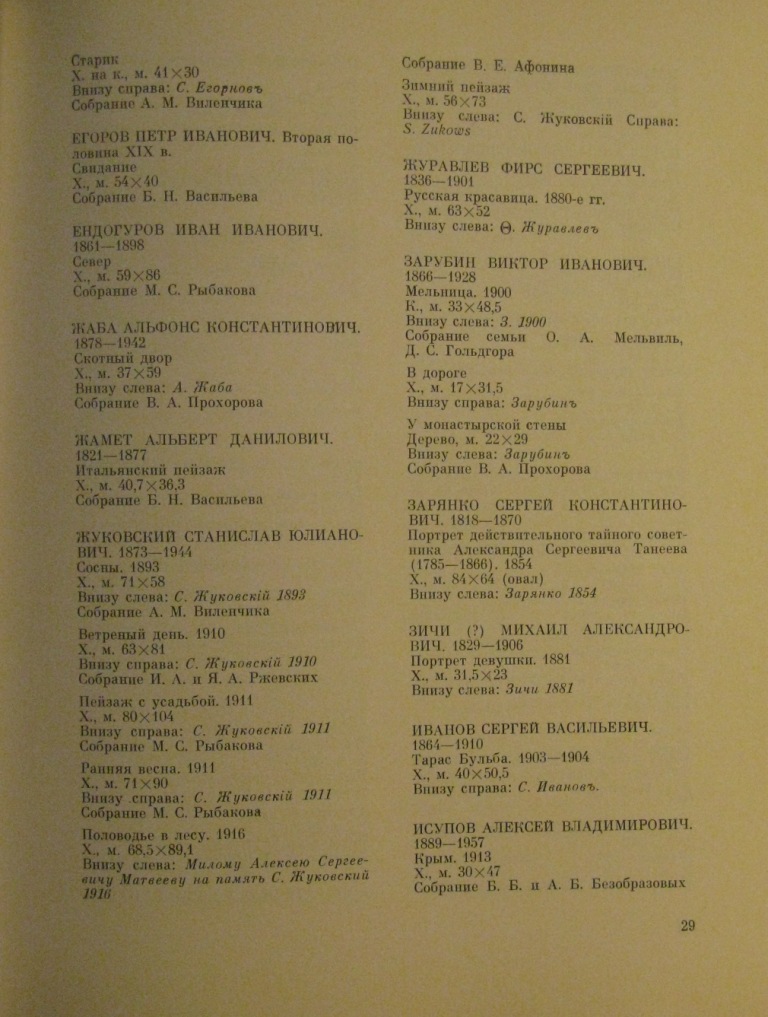 Старик
Х. на к., м. 41×30
Внизу справа: С. Егорновъ
Собрание А. М. Виленчика
ЕГОРОВ ПЕТР ИВАНОВИЧ. Вторая по-
ловина XIX в.
Свидание
Х., м. 54×40
Собрание Б. Н. Васильева
ЕНДОГУРОВ ИВАН ИВАНОВИЧ.
1861—1898
Север
Х., м. 59×86
Собрание М. С. Рыбакова
ЖАБА АЛЬФОНС КОНСТАНТИНОВИЧ.
1878—1942
Скотный двор
Х., м. 37×59
Внизу слева: А. Жаба
Собрание В. А. Прохорова
ЖАМЕТ АЛЬБЕРТ ДАНИЛОВИЧ.
1821—1877
Итальянский пейзаж
Х., м. 40,7×36,3
Собрание Б. Н. Васильева
ЖУКОВСКИЙ СТАНИСЛАВ ЮЛИАНО-
ВИЧ. 1873—1944
Сосны. 1893
Х., м. 71×58
Внизу слева: С. Жуковскій 1893
Собрание А. М. Виленчика
Ветреный день. 1910
Х., м. 63×81
Внизу справа: С. Жуковскій 1910
Собрание И. А. и Я. А. Ржевских
Пейзаж с усадьбой. 1911
Х., м. 80×104
Внизу справа: С. Жуковскій 1911
Собрание М. С. Рыбакова
Ранняя весна. 1911
Х., м. 71×90
Внизу справа: С. Жуковскій 1911
Собрание М. С. Рыбакова
Половодье в лесу. 1916
Х., м. 68,5×89,1
Внизу слева: Милому Алексею Сергее-
вичу Матвееву на память С. Жуковский
1916
Собрание В. Е. Афонина
Зимний пейзаж
Х., м. 56×73
Внизу слева: С. Жуковскій Справа:
S. Zukows
ЖУРАВЛЕВ ФИРС СЕРГЕЕВИЧ.
1836—1901
Русская красавица. 1880-е гг.
Х., м. 63×52
Внизу слева: Ѳ. Журавлевъ
ЗАРУБИН ВИКТОР ИВАНОВИЧ.
1866—1928
Мельница. 1900
К., м. 33×48,5
Внизу слева: З. 1900
Собрание семьи О. А. Мельвиль,
Д. С. Гольдгора
В дороге
Х., м. 17×31,5
Внизу справа: Зарубинъ
У монастырской стены
Дерево, м. 22×29
Внизу слева: Зарубинъ
Собрание В. А. Прохорова
ЗАРЯНКО СЕРГЕЙ КОНСТАНТИНО-
ВИЧ. 1818—1870
Портрет действительного тайного совет-
ника Александра Сергеевича Танеева
(1785—1866). 1854
Х., м. 84×64 (овал)
Внизу слева: Зарянко 1854
ЗИЧИ (?) МИХАИЛ АЛЕКСАНДРО-
ВИЧ. 1829—1906
Портрет девушки. 1881
Х., м. 31,5×23
Внизу слева: Зичи 1881
ИВАНОВ СЕРГЕЙ ВАСИЛЬЕВИЧ.
1864—1910
Тарас Бульба. 1903—1904
Х., м. 40×50,5
Внизу справа: С. Ивановъ.
ИСУПОВ АЛЕКСЕЙ ВЛАДИМИРОВИЧ.
1889—1957
Крым. 1913
Х., м. 30×47
Собрание Б. Б. и А. Б. Безобразовых
29